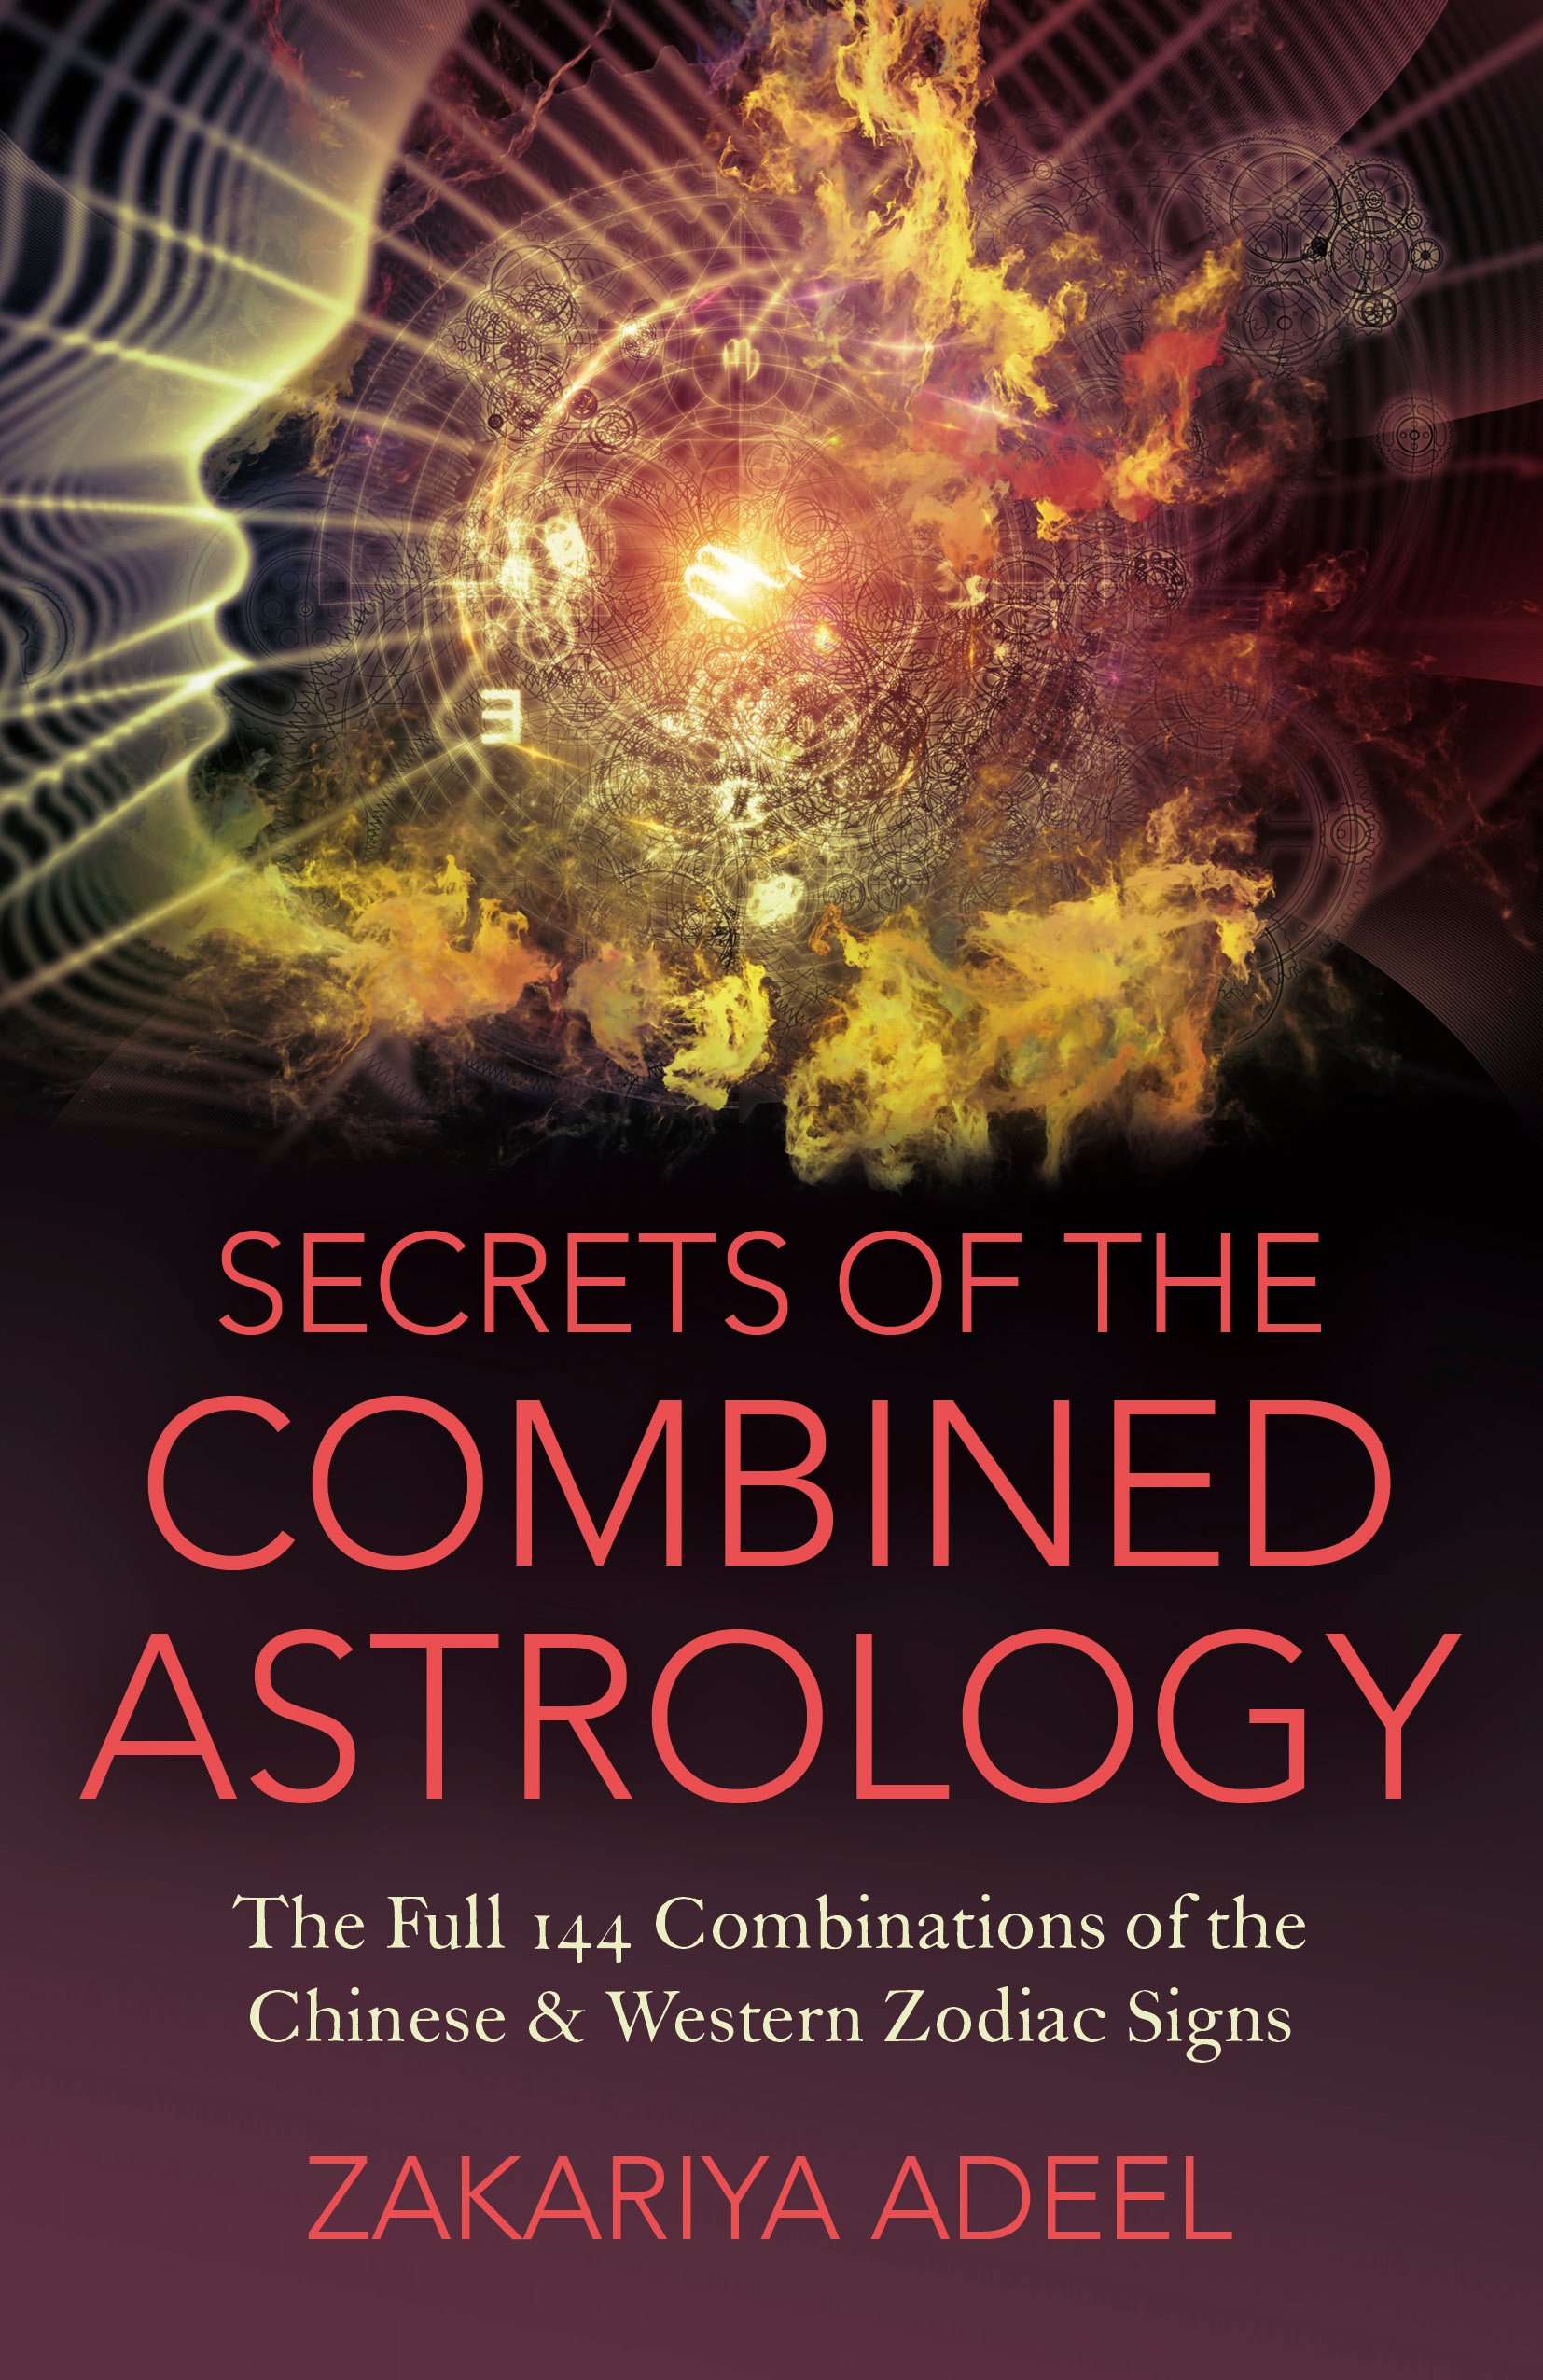 SECRETS OF THE
COMBINED
ASTROLOGY
The Full 144 Combinations of the
Chinese & Western Zodiac Signs
ZAKARIYA ADEEL